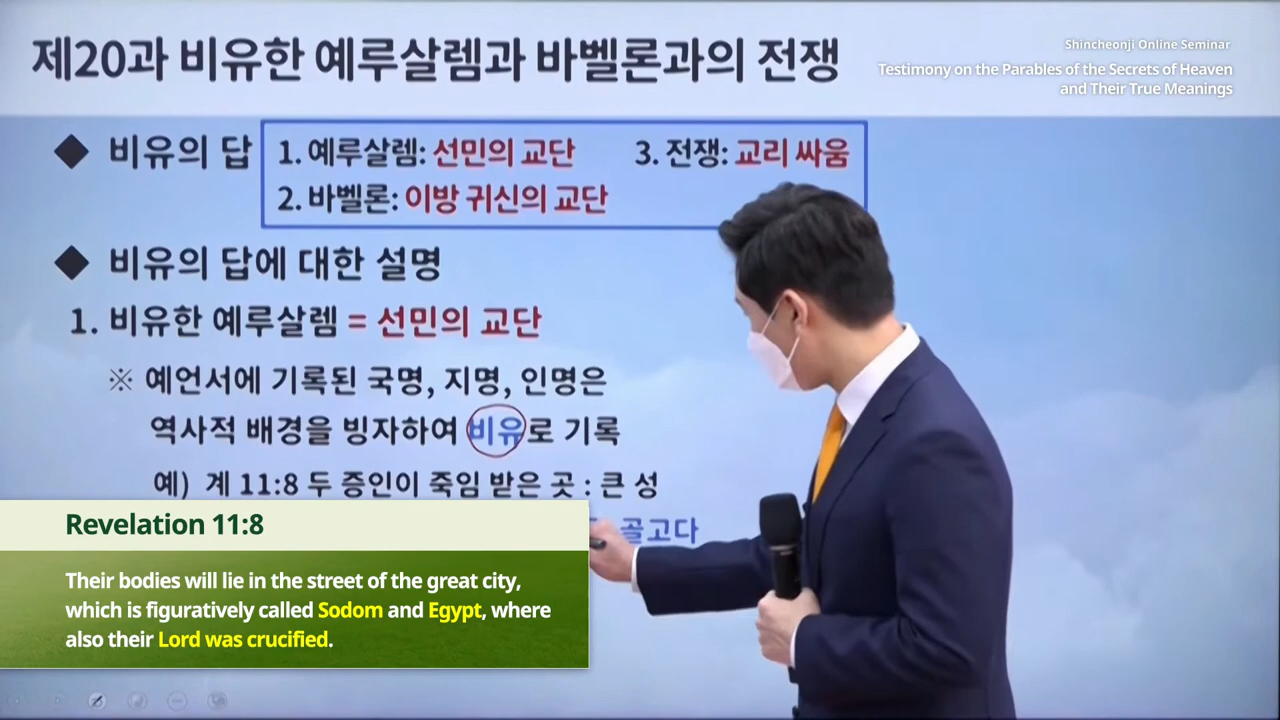 제20과 비유한 예루살렘과 바벨론과의 전쟁
Shincheonji Online Seminar
Testimony on the Parables of the Secrets of Heaven
and Their True Meanings
◆ 비유의 답
1. 예루살렘: 선민의 교단
3. 전쟁: 교리 싸움
2. 바벨론: 이방 귀신의 교단
◆ 비유의 답에 대한 설명
1. 비유한 예루살렘 = 선민의 교단
※ 예언서에 기록된 국명, 지명, 인명은
역사적 배경을 빙자하여 비유로 기록
예) 계 11:8 두 증인이 죽임 받은 곳 : 큰 성
골고다
Revelation 11:8
Their bodies will lie in the street of the great city,
which is figuratively called Sodom and Egypt, where
also their Lord was crucified.